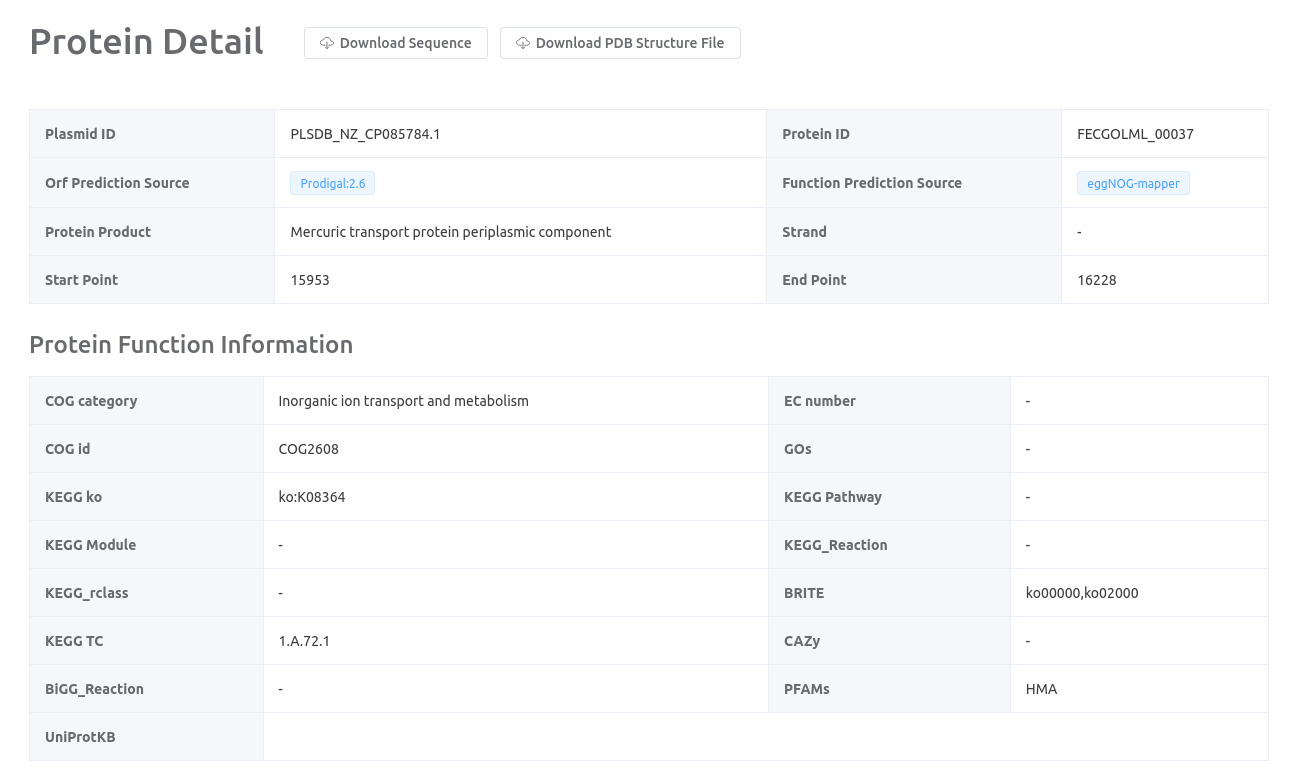 Protein Detail Download Sequence Download PDB Structure File
Plasmid ID PLSDB_NZ_CP085784.1 Protein ID FECGOLML_00037
Orf Prediction Source Prodigal:2.6 Function Prediction Source eggNOG-mapper
Protein Product Mercuric transport protein periplasmic component Strand -
Start Point 15953 End Point 16228
Protein Function Information
COG category Inorganic ion transport and metabolism EC number -
COG id COG2608 GOs -
KEGG ko ko:K08364 KEGG Pathway -
KEGG Module - KEGG_Reaction -
KEGG_rclass - BRITE ko00000,ko02000
KEGG TC 1.A.72.1 CAZy -
BiGG_Reaction - PFAMs HMA
UniProtKB